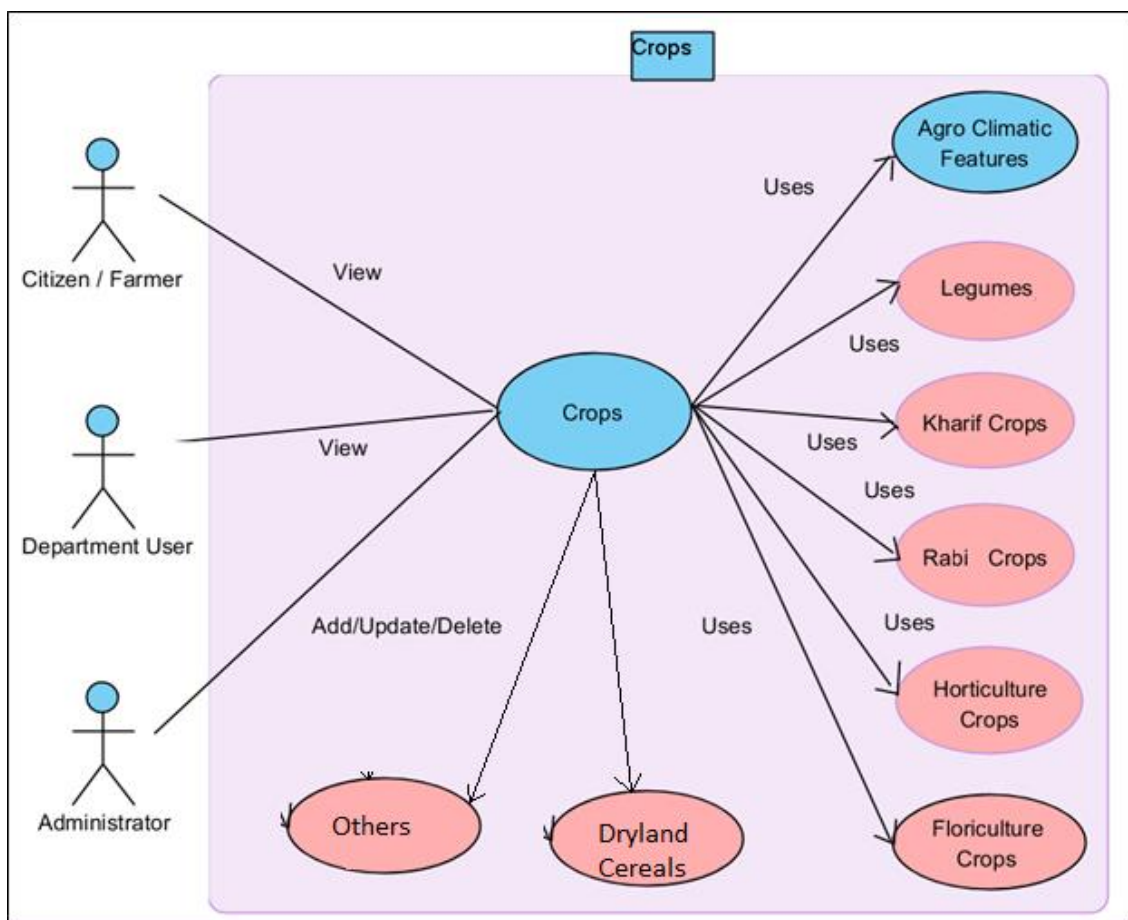 Crops
Agro Climatic
Features
Uses
Citizen / Farmer
View
Legumes
Uses
Crops
Kharif Crops
Uses
View
Uses
Department User
Rabi Crops
Add/Update/Delete
Uses
Uses
Horticulture
Crops
Administrator
Others
Dryland
Cereals
Floriculture
Crops